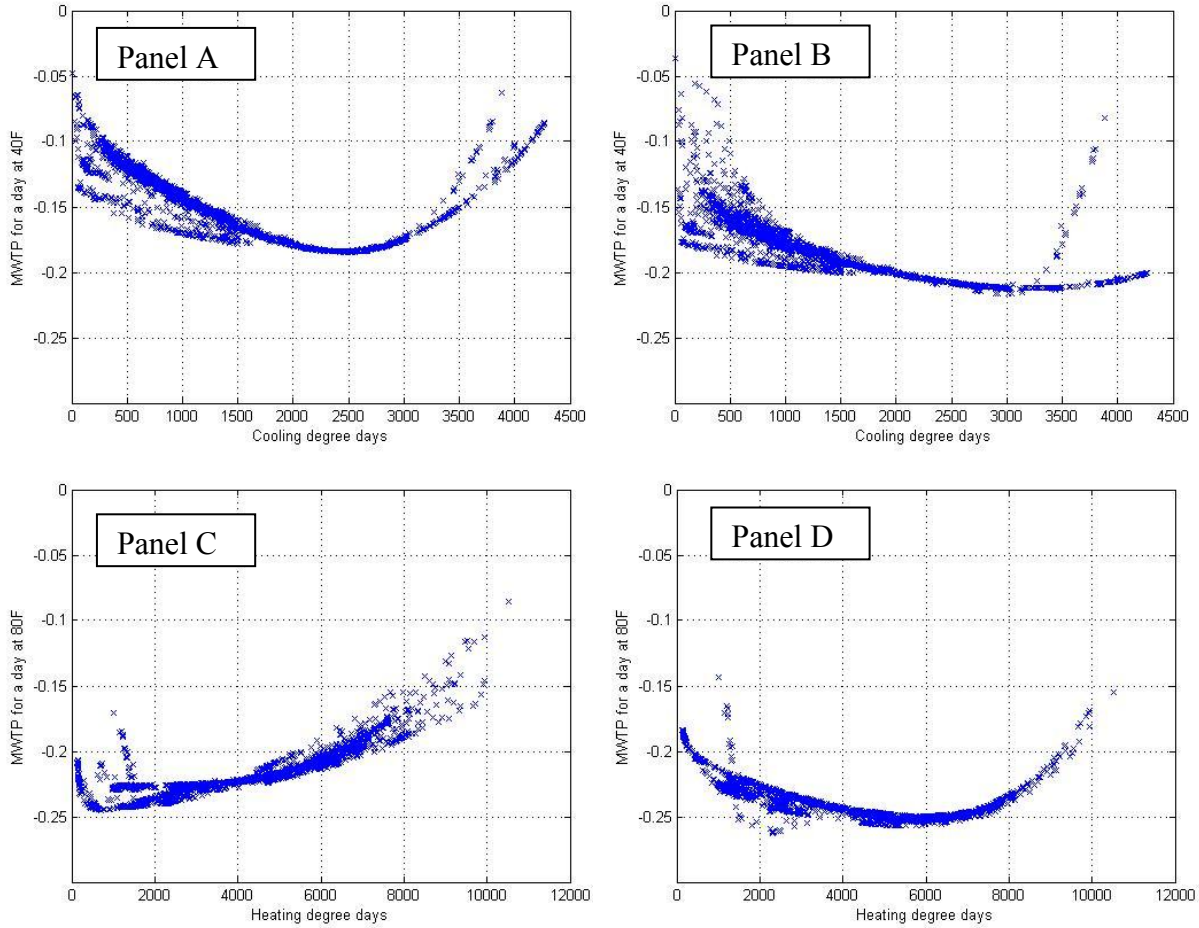 Panel A
0
-0.05
-0.1
-0.15
-0.2
-0.25
MWTP for a day at 40F
0 500 1000 1500 2000 2500 3000 3500 4000 4500
Cooling degree days
Panel B
0
-0.05
-0.1
-0.15
-0.2
-0.25
MWTP for a day at 40F
0 500 1000 1500 2000 2500 3000 3500 4000 4500
Cooling degree days
Panel C
0
-0.05
-0.1
-0.15
-0.2
-0.25
MWTP for a day at 80F
0 2000 4000 6000 8000 10000 12000
Heating degree days
Panel D
0
-0.05
-0.1
-0.15
-0.2
-0.25
MWTP for a day at 80F
0 2000 4000 6000 8000 10000 12000
Heating degree days